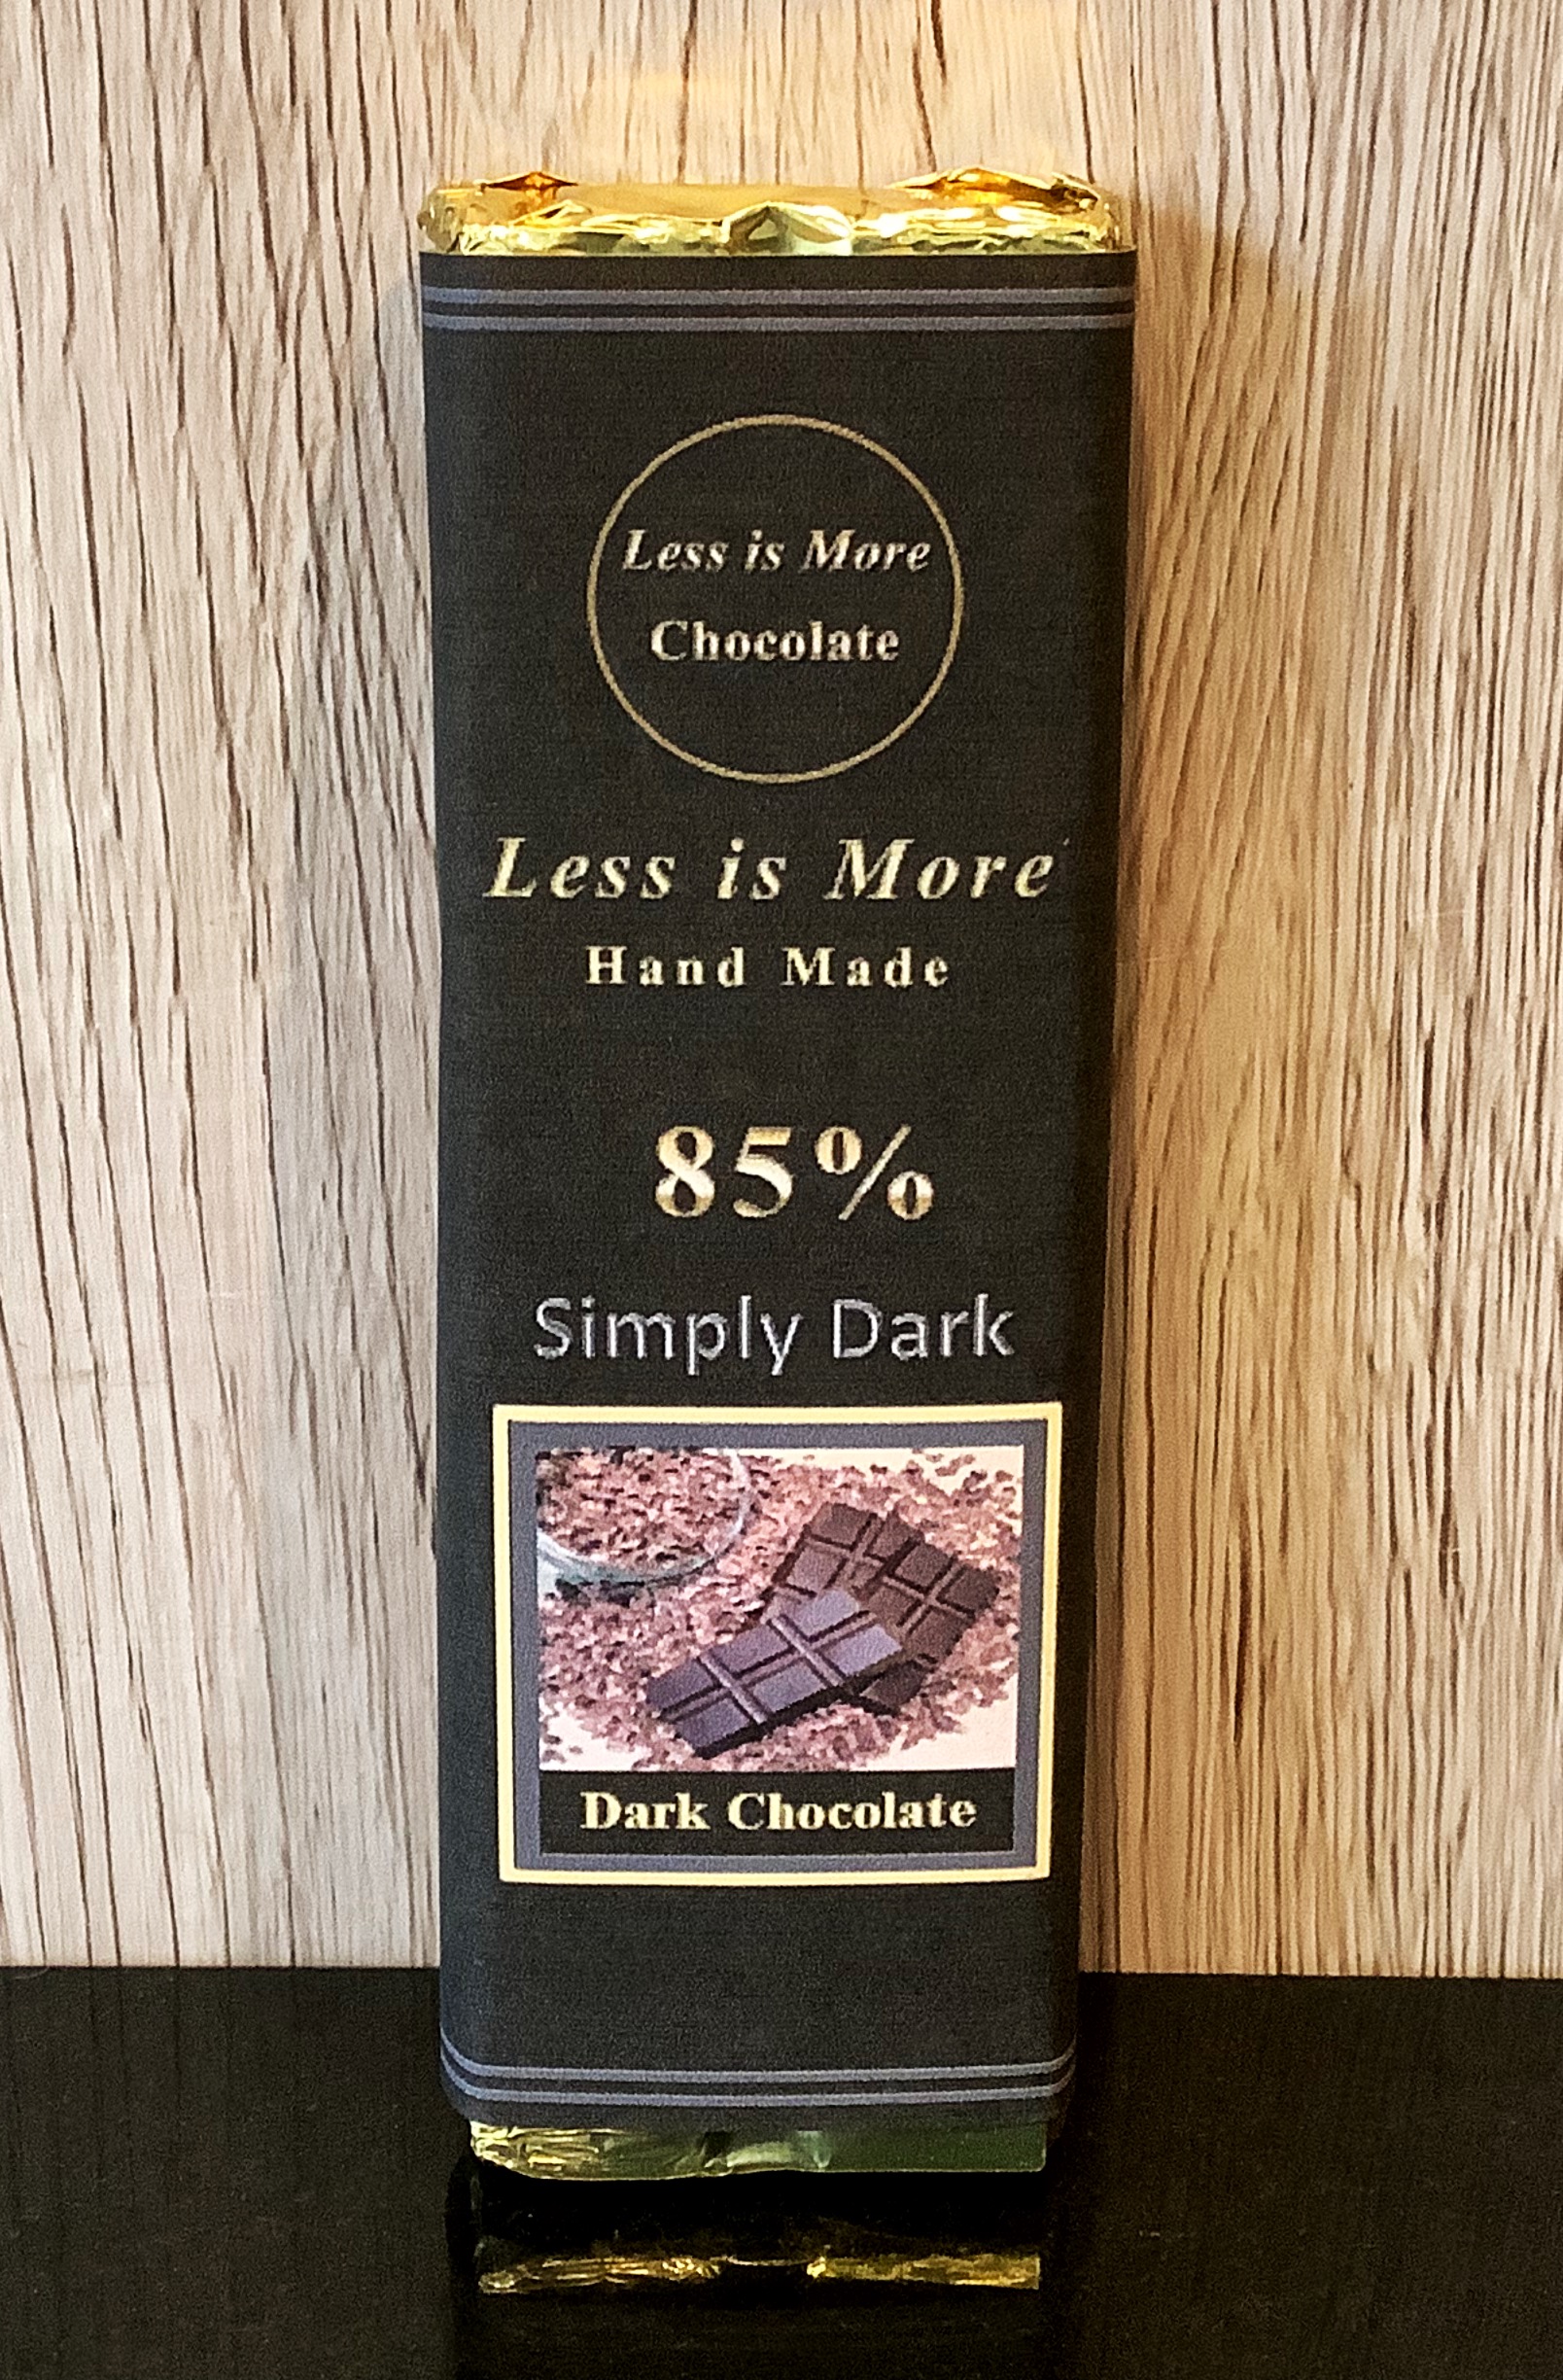 Less is More
Chocolate
Less is More
Hand Made
85%
Simply Dark
Dark Chocolate